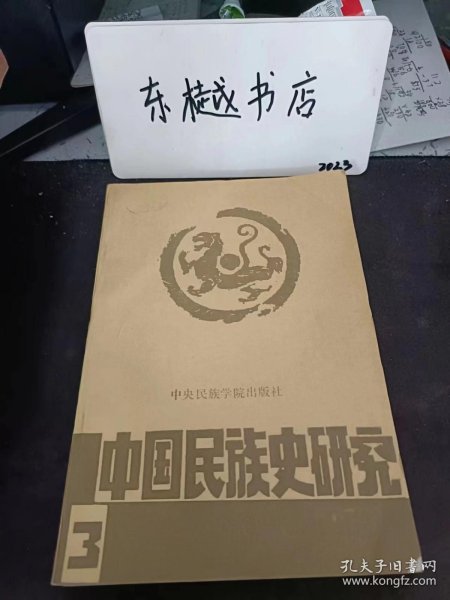 东樾书店
2023
中央民族学院出版社
中国民族史研究
3
孔夫子旧书网
www.kongfz.com